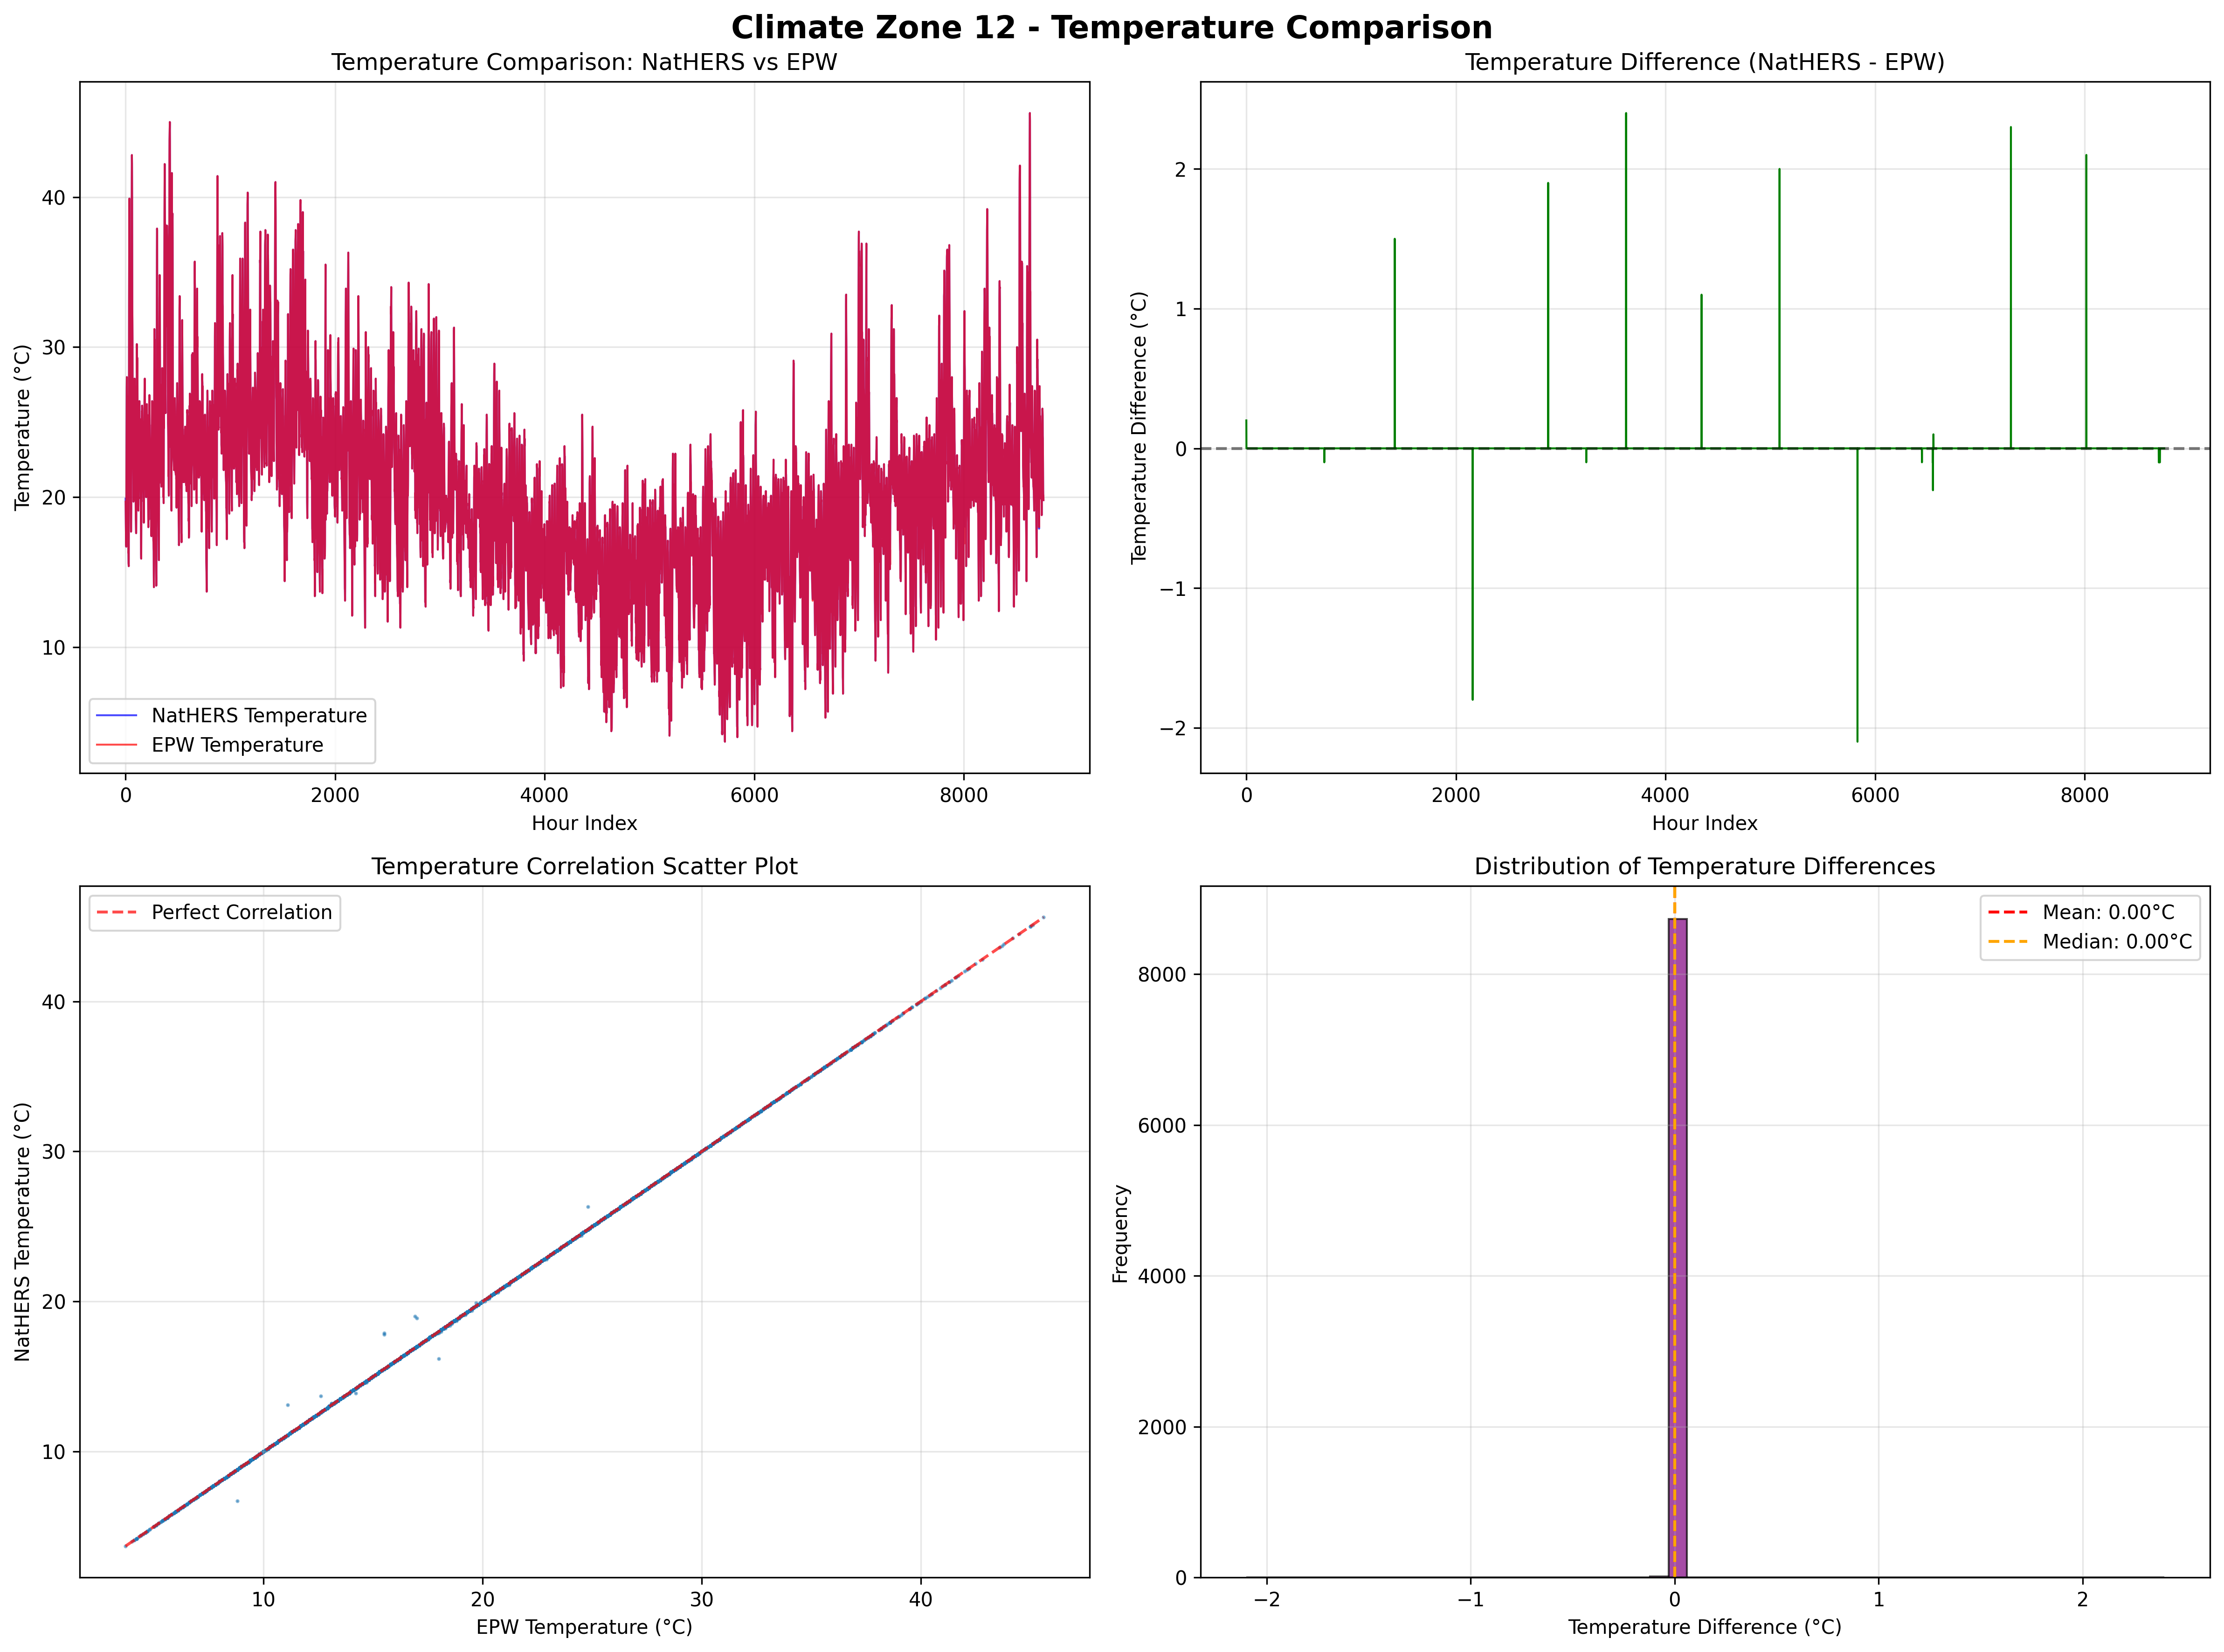 Climate Zone 12 - Temperature Comparison
Temperature Comparison: NatHERS vs EPW
Temperature (°C)
40
30
20
10
NatHERS Temperature
EPW Temperature
0
2000
4000
6000
8000
Hour Index
Temperature Difference (NatHERS - EPW)
Temperature Difference (°C)
2
1
0
−1
−2
0
2000
4000
6000
8000
Hour Index
Temperature Correlation Scatter Plot
NatHERS Temperature (°C)
Perfect Correlation
40
30
20
10
10
20
30
40
EPW Temperature (°C)
Distribution of Temperature Differences
Frequency
Mean: 0.00°C
Median: 0.00°C
8000
6000
4000
2000
0
−2
−1
0
1
2
Temperature Difference (°C)